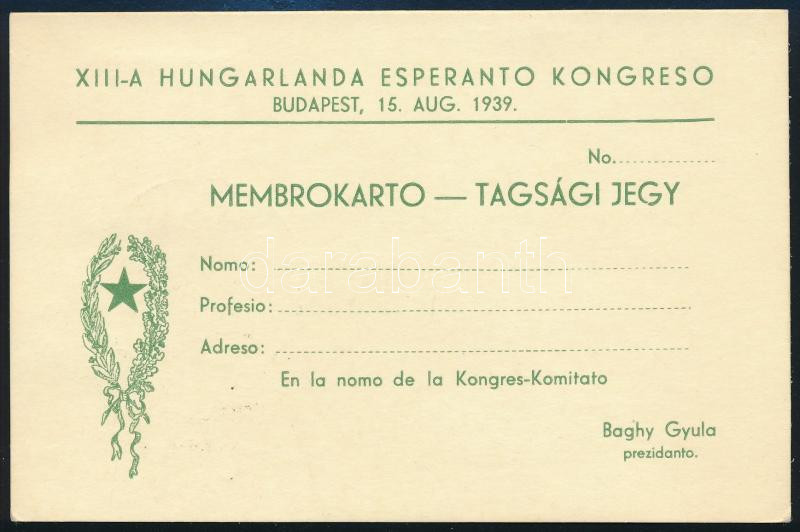 XIII-A HUNGARLANDA ESPERANTO KONGRESO
BUDAPEST, 15. AUG. 1939.
No.............
MEMBROKARTO — TAGSÁGI JEGY
Nomo:
Profesio:
Adreso:
En la nomo de la Kongres-Komitato
Baghy Gyula
prezidanto.
darabanth